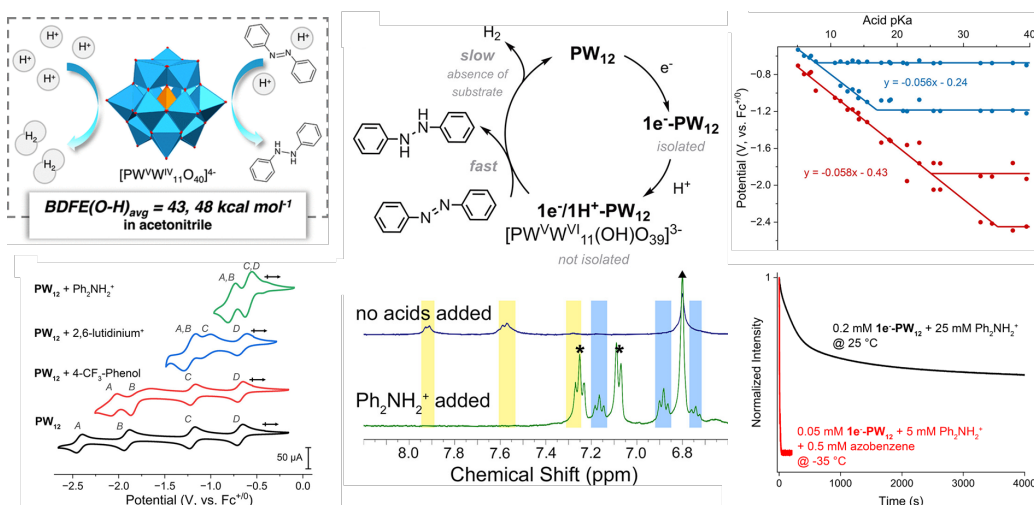 H⁺
H⁺
H⁺
H⁺
H⁺
H₂
H₂
N=N
H⁺
H⁺
H
N-N
H
[PWⱽWᴵⱽ₁₁O₄₀]⁴⁻
BDFE(O-H)avg = 43, 48 kcal mol⁻¹
in acetonitrile
H₂
slow
absence of
substrate
PW₁₂
e⁻
1e⁻-PW₁₂
isolated
H⁺
1e⁻/1H⁺-PW₁₂
[PWⱽWⱽᴵ₁₁(OH)O₃₉]³⁻
not isolated
fast
H
N
N
H
N
N
Acid pKa
0 10 20 30 40
y = -0.056x - 0.24
y = -0.058x - 0.43
-0.8
-1.2
-1.6
-2.0
-2.4
Potential (V, vs. Fc⁺/⁰)
PW₁₂ + Ph₂NH₂⁺
A,B C,D
PW₁₂ + 2,6-lutidinium⁺
A,B C D
PW₁₂ + 4-CF₃-Phenol
A B C D
PW₁₂
A B C D
50 µA
-2.5 -2.0 -1.5 -1.0 -0.5 0.0
Potential (V, vs. Fc⁺/⁰)
no acids added
Ph₂NH₂⁺ added
* *
8.0 7.8 7.6 7.4 7.2 7.0 6.8
Chemical Shift (ppm)
1
Normalized Intensity
0.2 mM 1e⁻-PW₁₂ + 25 mM Ph₂NH₂⁺
@ 25 °C
0.05 mM 1e⁻-PW₁₂ + 5 mM Ph₂NH₂⁺
+ 0.5 mM azobenzene
@ -35 °C
0
0 1000 2000 3000 4000
Time (s)